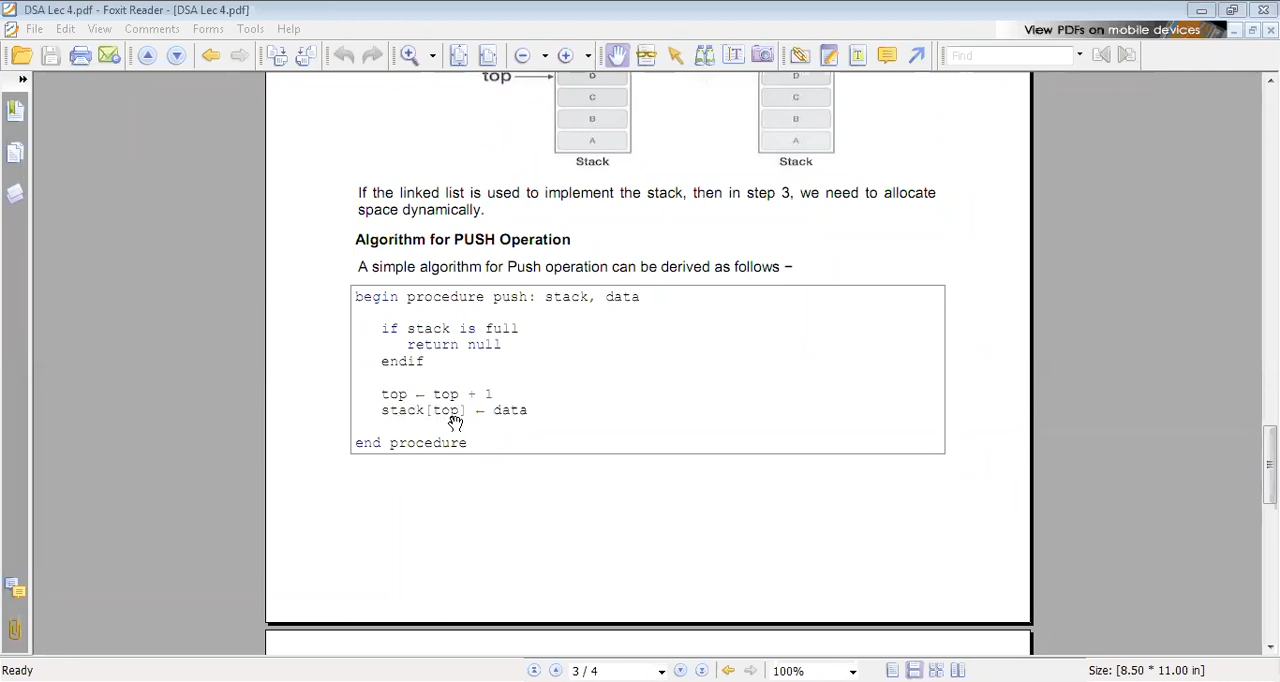 DSA Lec 4.pdf - Foxit Reader - [DSA Lec 4.pdf]
File Edit View Comments Forms Tools Help
View PDFs on mobile devices
Find
top D D
C C
B B
A A
Stack Stack
If the linked list is used to implement the stack, then in step 3, we need to allocate
space dynamically.
Algorithm for PUSH Operation
A simple algorithm for Push operation can be derived as follows −
begin procedure push: stack, data
if stack is full
return null
endif
top ← top + 1
stack[top] ← data
end procedure
Ready 3 / 4 100% Size: [8.50 * 11.00 in]